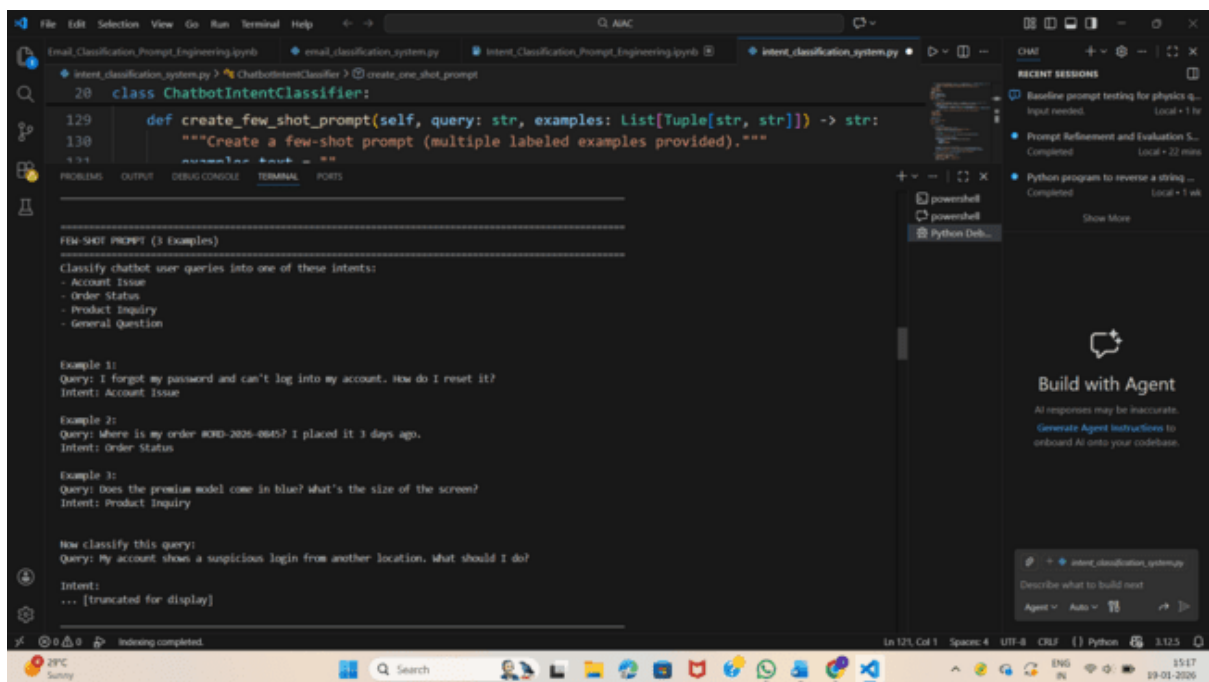 File Edit Selection View Go Run Terminal Help
AIAC
Email_Classification_Prompt_Engineering.ipynb
email_classification_system.py
Intent_Classification_Prompt_Engineering.ipynb
intent_classification_system.py
intent_classification_system.py > ChatbotIntentClassifier > create_one_shot_prompt
20 class ChatbotIntentClassifier:
129 def create_few_shot_prompt(self, query: str, examples: List[Tuple[str, str]]) -> str:
130 """Create a few-shot prompt (multiple labeled examples provided)."""
131 examples_text = ""
PROBLEMS OUTPUT DEBUG CONSOLE TERMINAL PORTS
FEW-SHOT PROMPT (3 Examples)
Classify chatbot user queries into one of these intents:
- Account Issue
- Order Status
- Product Inquiry
- General Question
Example 1:
Query: I forgot my password and can't log into my account. How do I reset it?
Intent: Account Issue
Example 2:
Query: Where is my order #ORD-2026-0845? I placed it 3 days ago.
Intent: Order Status
Example 3:
Query: Does the premium model come in blue? What's the size of the screen?
Intent: Product Inquiry
Now classify this query:
Query: My account shows a suspicious login from another location. What should I do?
Intent:
... [truncated for display]
powershell
powershell
Python Deb...
CHAT
RECENT SESSIONS
Baseline prompt testing for physics q...
Input needed. Local • 1 hr
Prompt Refinement and Evaluation S...
Completed Local • 22 mins
Python program to reverse a string ...
Completed Local • 1 wk
Show More
Build with Agent
AI responses may be inaccurate.
Generate Agent Instructions to
onboard AI onto your codebase.
intent_classification_system.py
Describe what to build next
Agent Auto
0 0 Indexing completed.
Ln 121, Col 1 Spaces: 4 UTF-8 CRLF {} Python 3.12.5
29°C
Sunny
Search
ENG
IN
15:17
19-01-2026